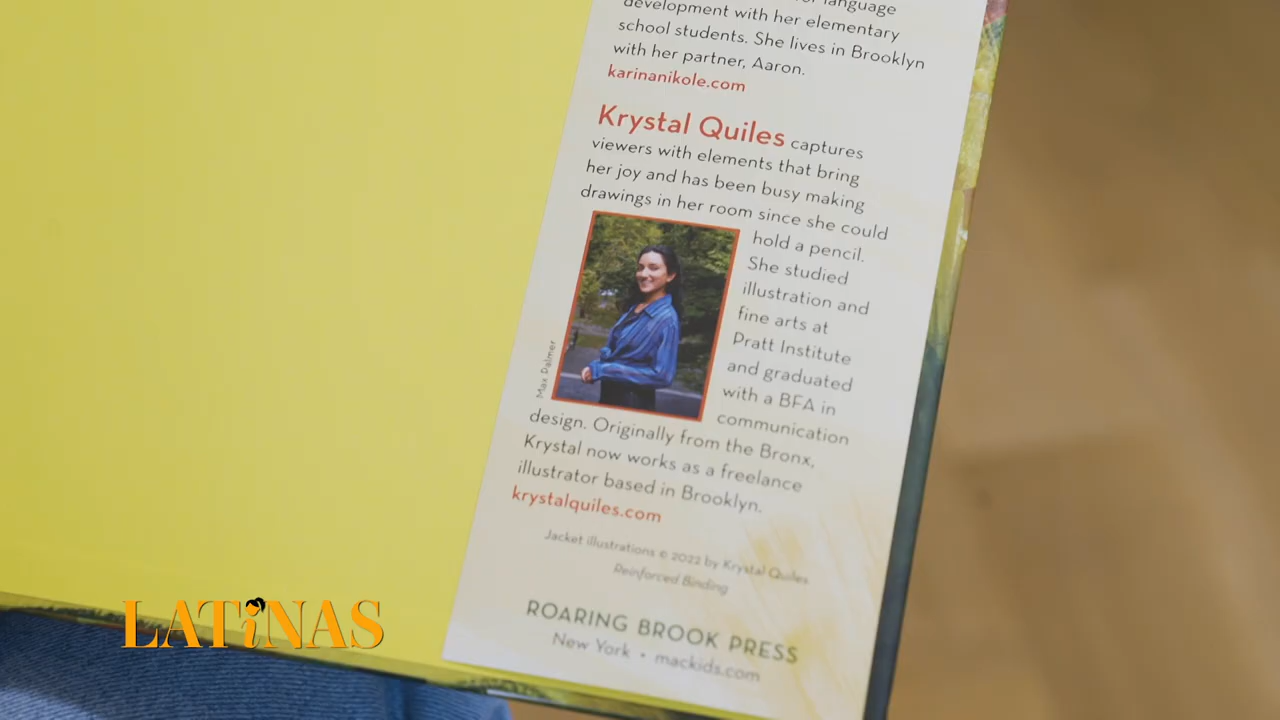 language
development with her elementary
school students. She lives in Brooklyn
with her partner, Aaron.
karinanikole.com
Krystal Quiles captures
viewers with elements that bring
her joy and has been busy making
drawings in her room since she could
hold a pencil.
She studied
illustration and
fine arts at
Pratt Institute
and graduated
with a BFA in
communication
Max Palmer
design. Originally from the Bronx,
Krystal now works as a freelance
illustrator based in Brooklyn.
krystalquiles.com
Jacket illustrations © 2022 by Krystal Quiles
Reinforced Binding
ROARING BROOK PRESS
New York • mackids.com
LATiNAS